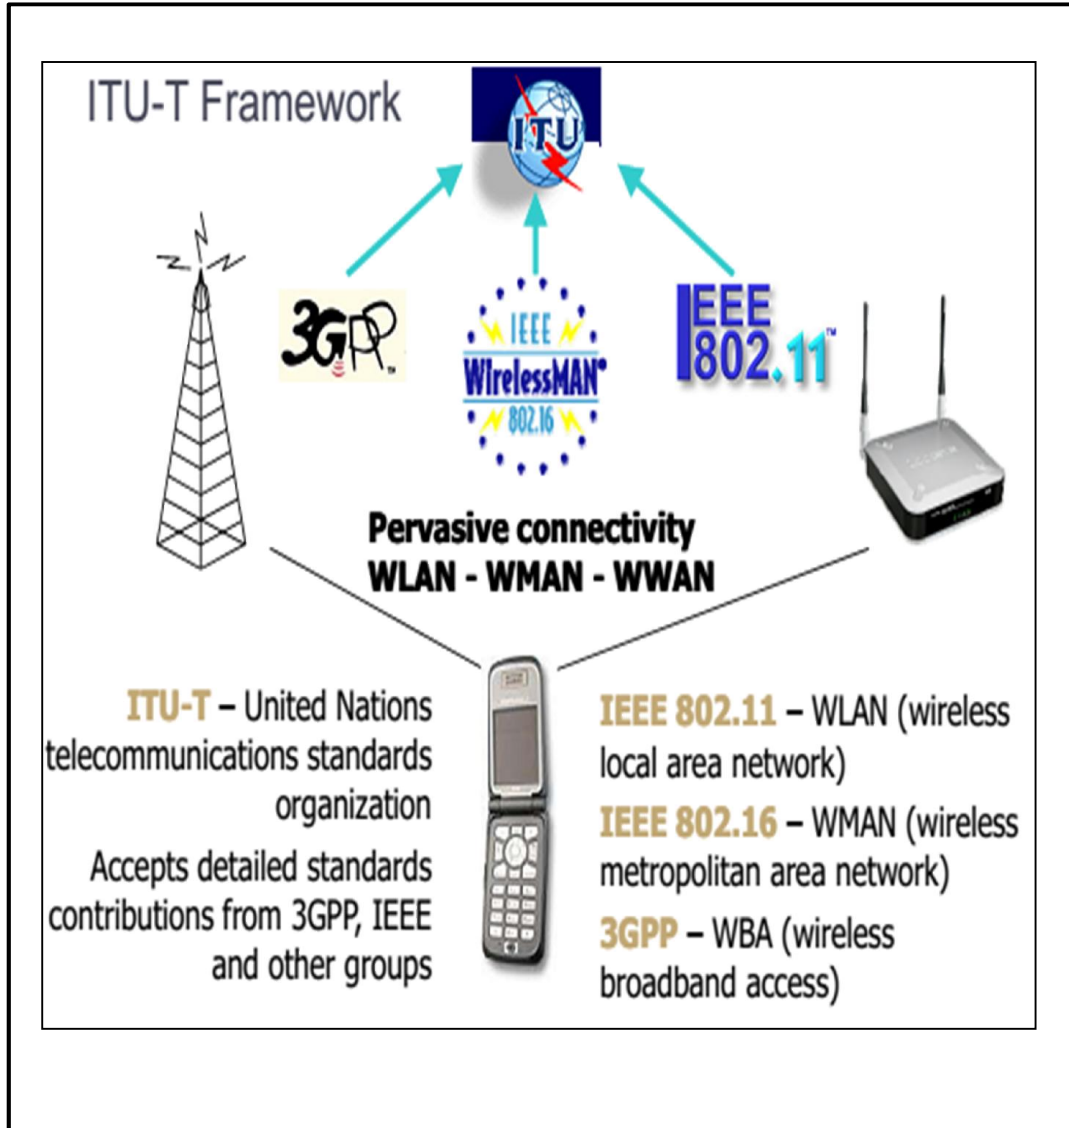 ITU-T Framework
ITU
3GPP™
IEEE
WirelessMAN®
802.16
IEEE
802.11™
Pervasive connectivity
WLAN - WMAN - WWAN
ITU-T – United Nations
telecommunications standards
organization
Accepts detailed standards
contributions from 3GPP, IEEE
and other groups
IEEE 802.11 – WLAN (wireless
local area network)
IEEE 802.16 – WMAN (wireless
metropolitan area network)
3GPP – WBA (wireless
broadband access)